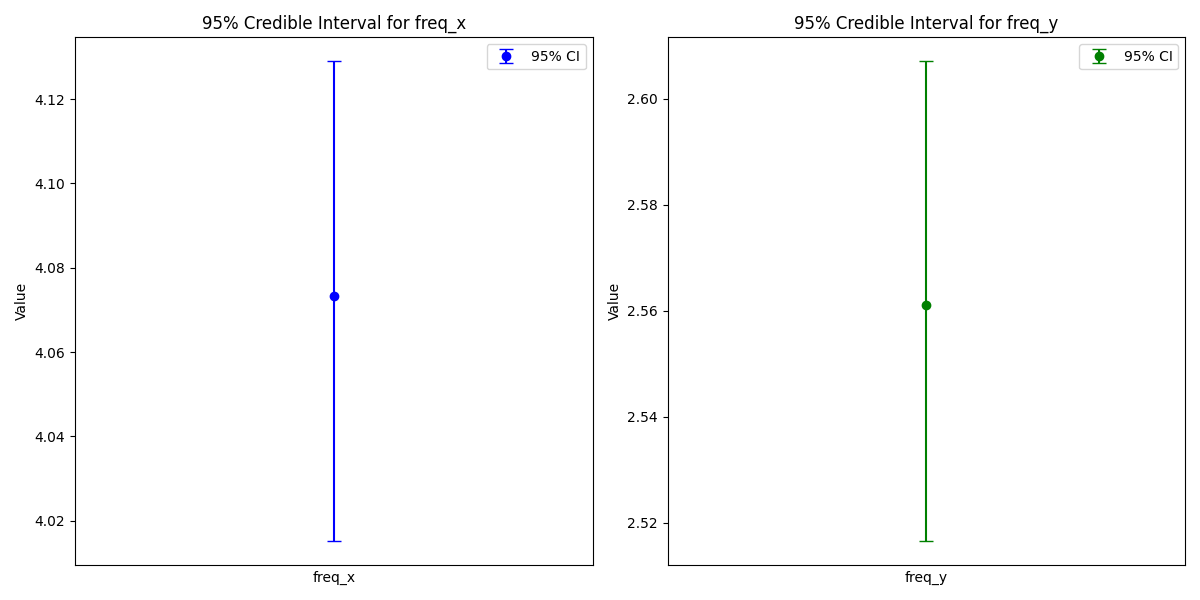 95% Credible Interval for freq_x
95% CI
4.12
4.10
4.08
4.06
4.04
4.02
Value
freq_x
95% Credible Interval for freq_y
95% CI
2.60
2.58
2.56
2.54
2.52
Value
freq_y